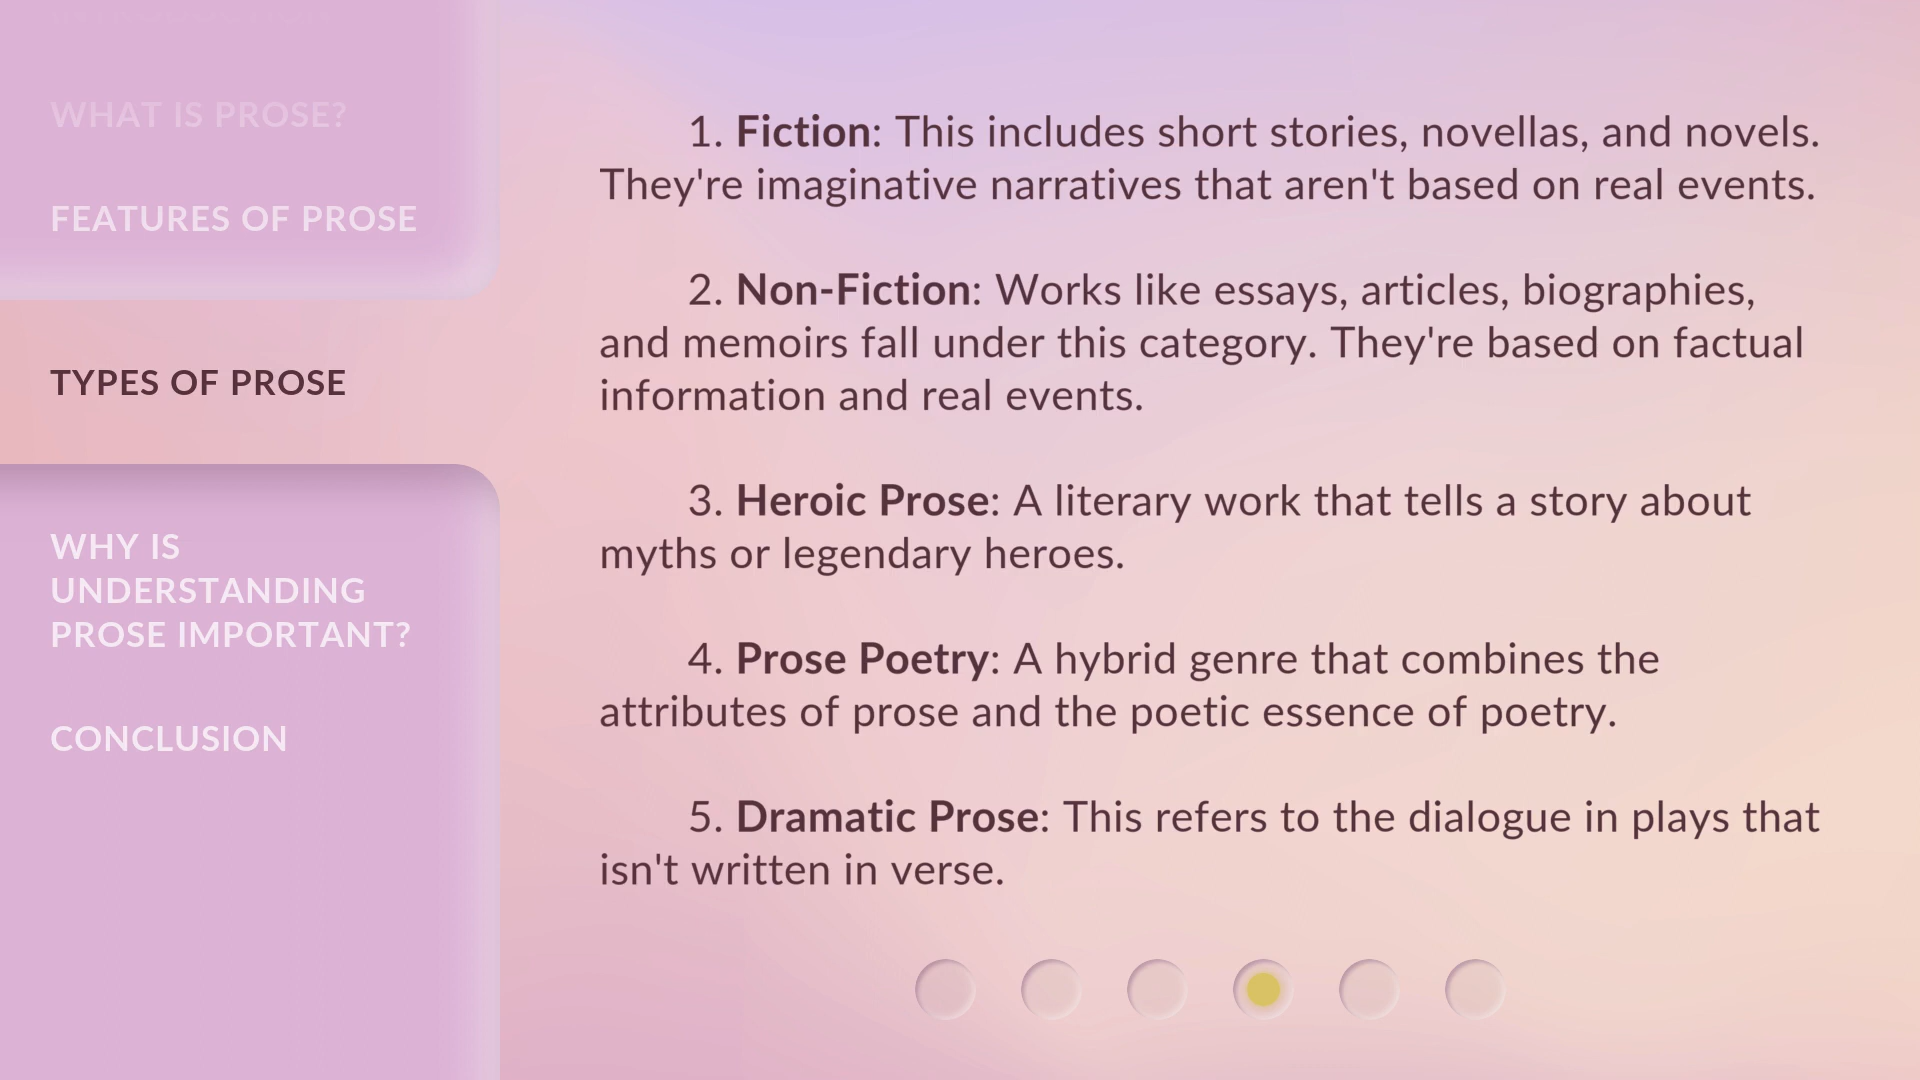 WHAT IS PROSE?
FEATURES OF PROSE
TYPES OF PROSE
WHY IS
UNDERSTANDING
PROSE IMPORTANT?
CONCLUSION
1. Fiction: This includes short stories, novellas, and novels.
They're imaginative narratives that aren't based on real events.
2. Non-Fiction: Works like essays, articles, biographies,
and memoirs fall under this category. They're based on factual
information and real events.
3. Heroic Prose: A literary work that tells a story about
myths or legendary heroes.
4. Prose Poetry: A hybrid genre that combines the
attributes of prose and the poetic essence of poetry.
5. Dramatic Prose: This refers to the dialogue in plays that
isn't written in verse.